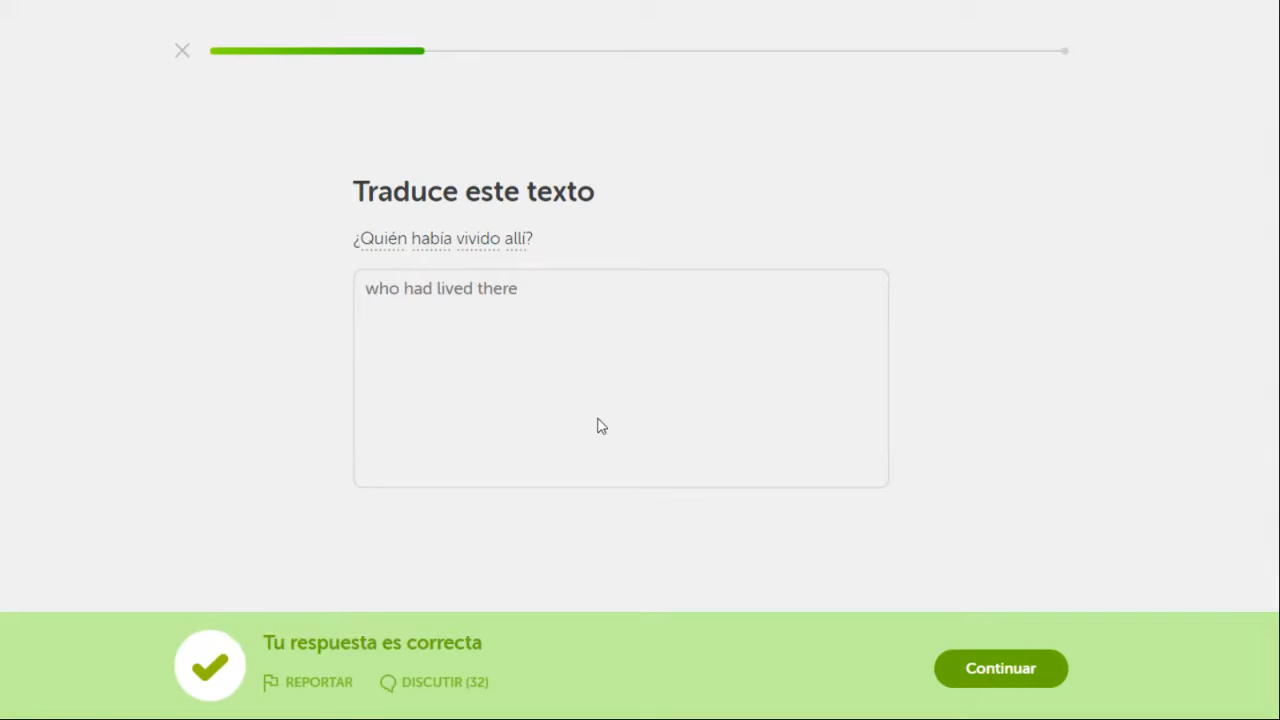 Traduce este texto
¿Quién había vivido allí?
who had lived there
Tu respuesta es correcta
REPORTAR DISCUTIR (32)
Continuar